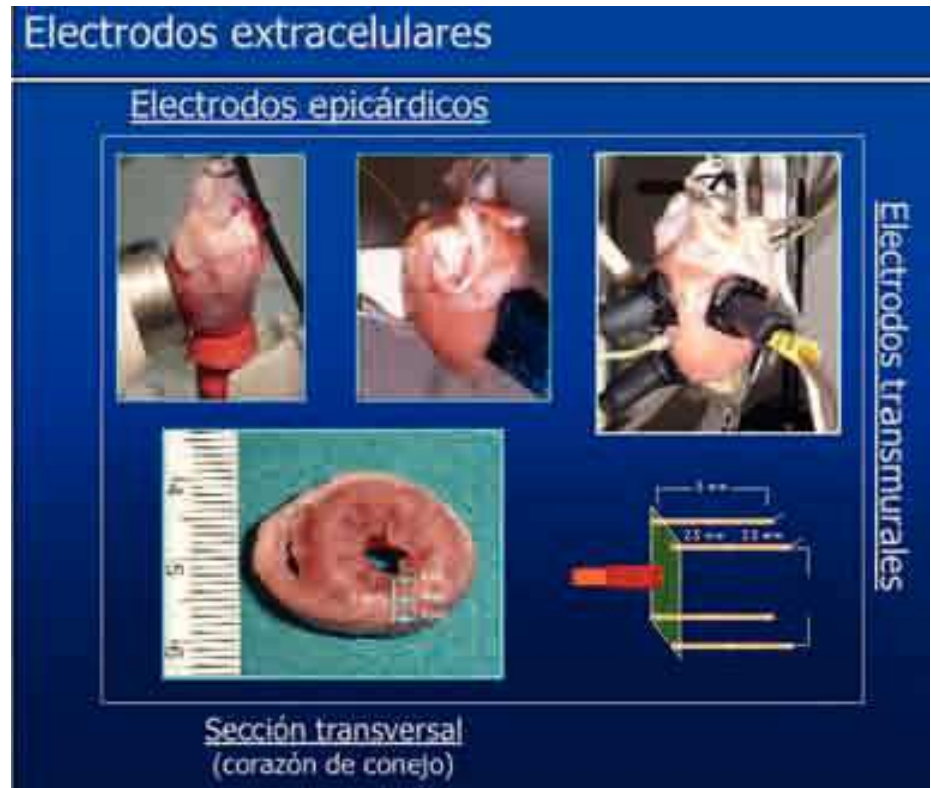 Electrodos extracelulares
Electrodos epicárdicos
Electrodos transmurales
Sección transversal
(corazón de conejo)